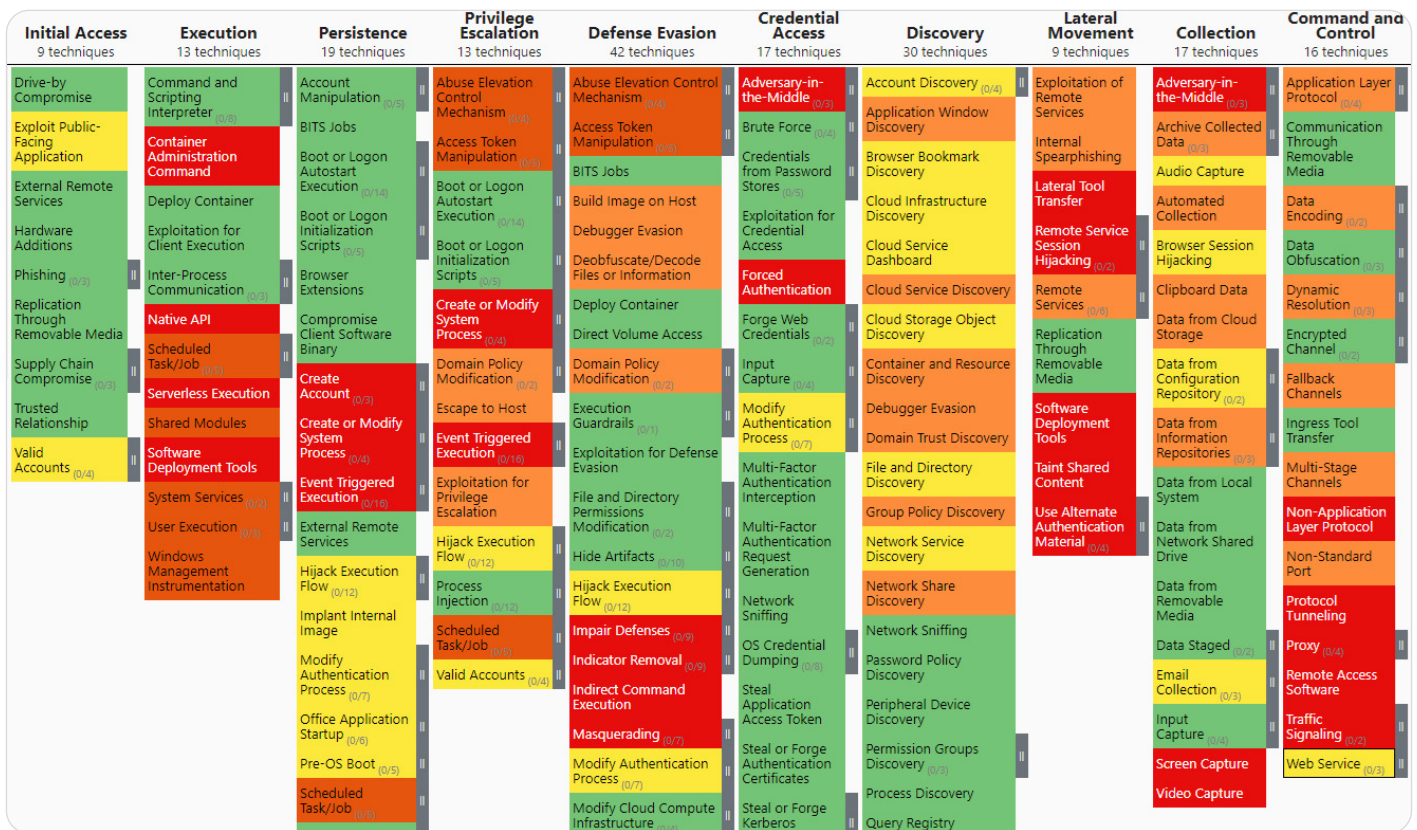 Initial Access
9 techniques
Drive-by
Compromise
Exploit Public-
Facing
Application
External Remote
Services
Hardware
Additions
Phishing (0/3)
Replication
Through
Removable Media
Supply Chain
Compromise (0/3)
Trusted
Relationship
Valid
Accounts (0/4)
Execution
13 techniques
Command and
Scripting
Interpreter (0/8)
Container
Administration
Command
Deploy Container
Exploitation for
Client Execution
Inter-Process
Communication (0/3)
Native API
Scheduled
Task/Job (0/5)
Serverless Execution
Shared Modules
Software
Deployment Tools
System Services (0/2)
User Execution (0/3)
Windows
Management
Instrumentation
Persistence
19 techniques
Account
Manipulation (0/5)
BITS Jobs
Boot or Logon
Autostart
Execution (0/14)
Boot or Logon
Initialization
Scripts (0/5)
Browser
Extensions
Compromise
Client Software
Binary
Create
Account (0/3)
Create or Modify
System
Process (0/4)
Event Triggered
Execution (0/16)
External Remote
Services
Hijack Execution
Flow (0/12)
Implant Internal
Image
Modify
Authentication
Process (0/7)
Office Application
Startup (0/6)
Pre-OS Boot (0/5)
Scheduled
Task/Job (0/5)
Privilege
Escalation
13 techniques
Abuse Elevation
Control
Mechanism (0/4)
Access Token
Manipulation (0/5)
Boot or Logon
Autostart
Execution (0/14)
Boot or Logon
Initialization
Scripts (0/5)
Create or Modify
System
Process (0/4)
Domain Policy
Modification (0/2)
Escape to Host
Event Triggered
Execution (0/16)
Exploitation for
Privilege
Escalation
Hijack Execution
Flow (0/12)
Process
Injection (0/12)
Scheduled
Task/Job (0/5)
Valid Accounts (0/4)
Defense Evasion
42 techniques
Abuse Elevation Control
Mechanism (0/4)
Access Token
Manipulation (0/5)
BITS Jobs
Build Image on Host
Debugger Evasion
Deobfuscate/Decode
Files or Information
Deploy Container
Direct Volume Access
Domain Policy
Modification (0/2)
Execution
Guardrails (0/1)
Exploitation for Defense
Evasion
File and Directory
Permissions
Modification (0/2)
Hide Artifacts (0/10)
Hijack Execution
Flow (0/12)
Impair Defenses (0/9)
Indicator Removal (0/9)
Indirect Command
Execution
Masquerading (0/7)
Modify Authentication
Process (0/7)
Modify Cloud Compute
Infrastructure (0/4)
Credential
Access
17 techniques
Adversary-in-
the-Middle (0/3)
Brute Force (0/4)
Credentials
from Password
Stores (0/5)
Exploitation for
Credential
Access
Forced
Authentication
Forge Web
Credentials (0/2)
Input
Capture (0/4)
Modify
Authentication
Process (0/7)
Multi-Factor
Authentication
Interception
Multi-Factor
Authentication
Request
Generation
Network
Sniffing
OS Credential
Dumping (0/8)
Steal
Application
Access Token
Steal or Forge
Authentication
Certificates
Steal or Forge
Kerberos
Discovery
30 techniques
Account Discovery (0/4)
Application Window
Discovery
Browser Bookmark
Discovery
Cloud Infrastructure
Discovery
Cloud Service
Dashboard
Cloud Service Discovery
Cloud Storage Object
Discovery
Container and Resource
Discovery
Debugger Evasion
Domain Trust Discovery
File and Directory
Discovery
Group Policy Discovery
Network Service
Discovery
Network Share
Discovery
Network Sniffing
Password Policy
Discovery
Peripheral Device
Discovery
Permission Groups
Discovery (0/3)
Process Discovery
Query Registry
Lateral
Movement
9 techniques
Exploitation of
Remote
Services
Internal
Spearphishing
Lateral Tool
Transfer
Remote Service
Session
Hijacking (0/2)
Remote
Services (0/6)
Replication
Through
Removable
Media
Software
Deployment
Tools
Taint Shared
Content
Use Alternate
Authentication
Material (0/4)
Collection
17 techniques
Adversary-in-
the-Middle (0/3)
Archive Collected
Data (0/3)
Audio Capture
Automated
Collection
Browser Session
Hijacking
Clipboard Data
Data from Cloud
Storage
Data from
Configuration
Repository (0/2)
Data from
Information
Repositories (0/3)
Data from Local
System
Data from
Network Shared
Drive
Data from
Removable
Media
Data Staged (0/2)
Email
Collection (0/3)
Input
Capture (0/4)
Screen Capture
Video Capture
Command and
Control
16 techniques
Application Layer
Protocol (0/4)
Communication
Through
Removable
Media
Data
Encoding (0/2)
Data
Obfuscation (0/3)
Dynamic
Resolution (0/3)
Encrypted
Channel (0/2)
Fallback
Channels
Ingress Tool
Transfer
Multi-Stage
Channels
Non-Application
Layer Protocol
Non-Standard
Port
Protocol
Tunneling
Proxy (0/4)
Remote Access
Software
Traffic
Signaling (0/2)
Web Service (0/3)